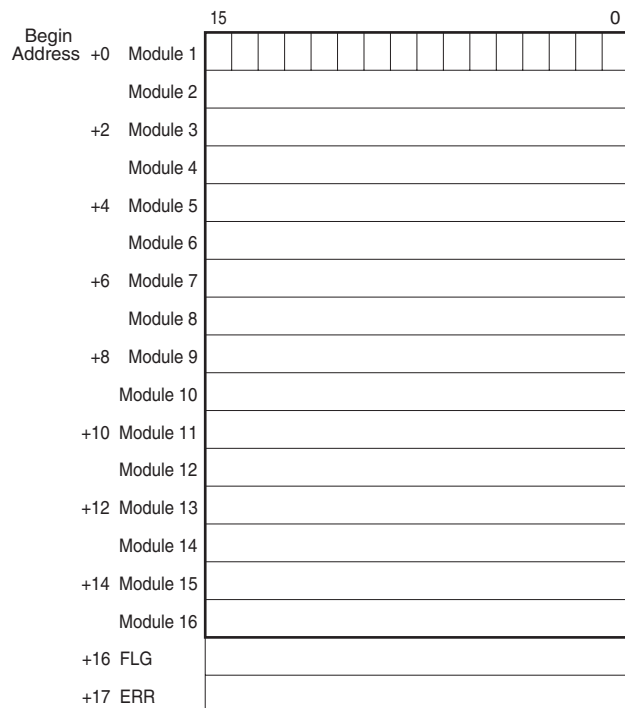 15 0
Begin
Address +0 Module 1
Module 2
+2 Module 3
Module 4
+4 Module 5
Module 6
+6 Module 7
Module 8
+8 Module 9
Module 10
+10 Module 11
Module 12
+12 Module 13
Module 14
+14 Module 15
Module 16
+16 FLG
+17 ERR